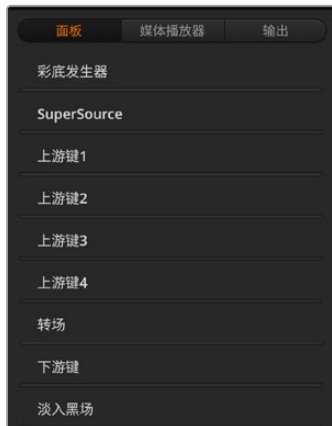 面板 媒体播放器 输出
彩底发生器
SuperSource
上游键1
上游键2
上游键3
上游键4
转场
下游键
淡入黑场